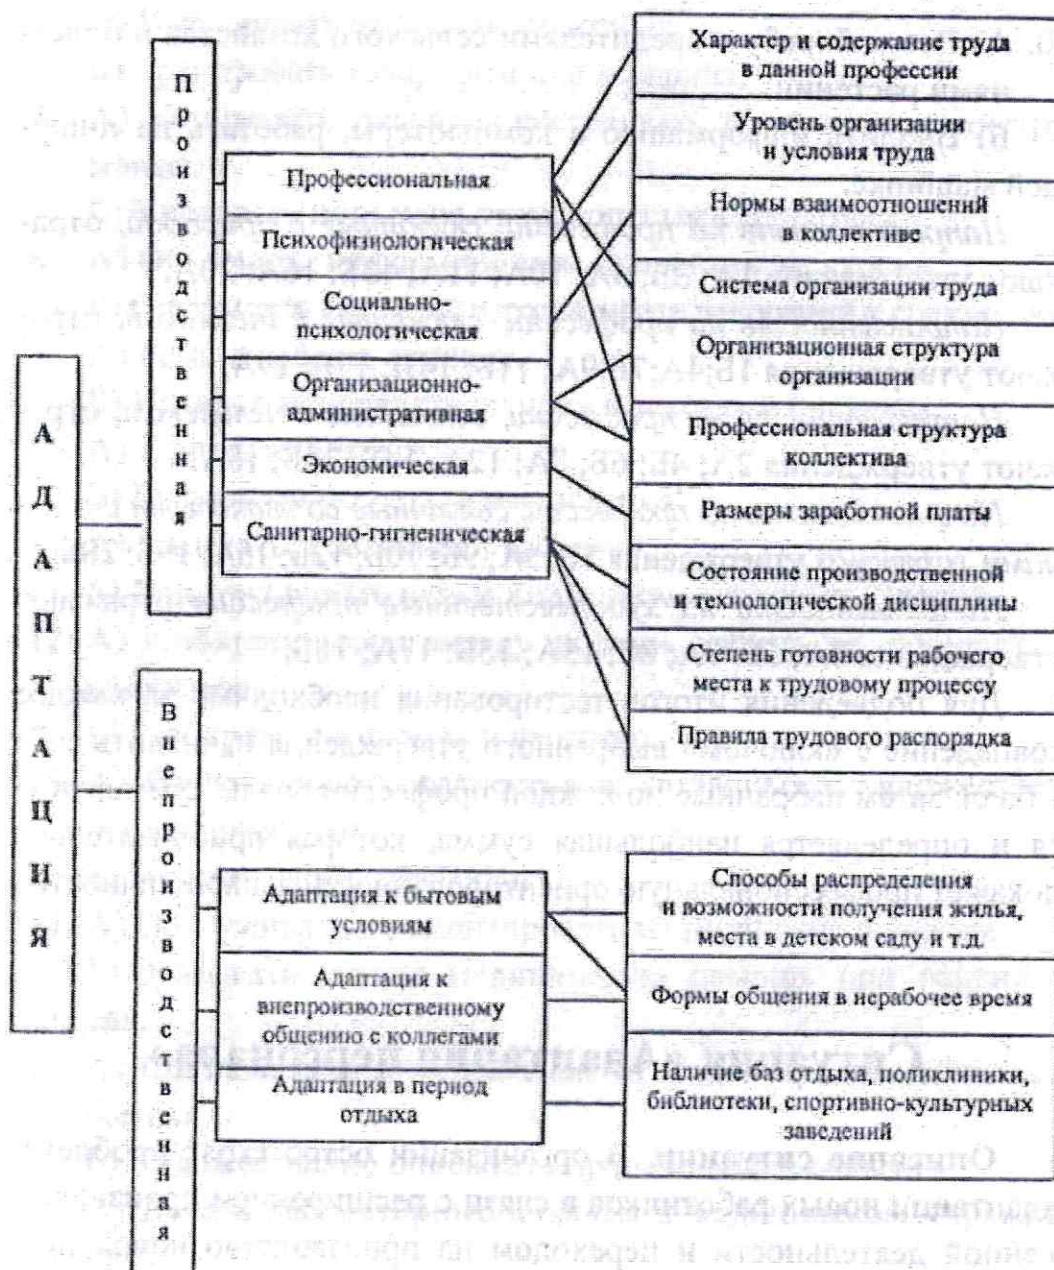 АДАПТАЦИЯ
Производственная
Профессиональная
Психофизиологическая
Социально-
психологическая
Организационно-
административная
Экономическая
Санитарно-гигиеническая
Характер и содержание труда
в данной профессии
Уровень организации
и условия труда
Нормы взаимоотношений
в коллективе
Система организации труда
Организационная структура
организации
Профессиональная структура
коллектива
Размеры заработной платы
Состояние производственной
и технологической дисциплины
Степень готовности рабочего
места к трудовому процессу
Правила трудового распорядка
Внепроизводственная
Адаптация к бытовым
условиям
Адаптация к
внепроизводственному
общению с коллегами
Адаптация в период
отдыха
Способы распределения
и возможности получения жилья,
места в детском саду и т.д.
Формы общения в нерабочее время
Наличие баз отдыха, поликлиники,
библиотеки, спортивно-культурных
заведений